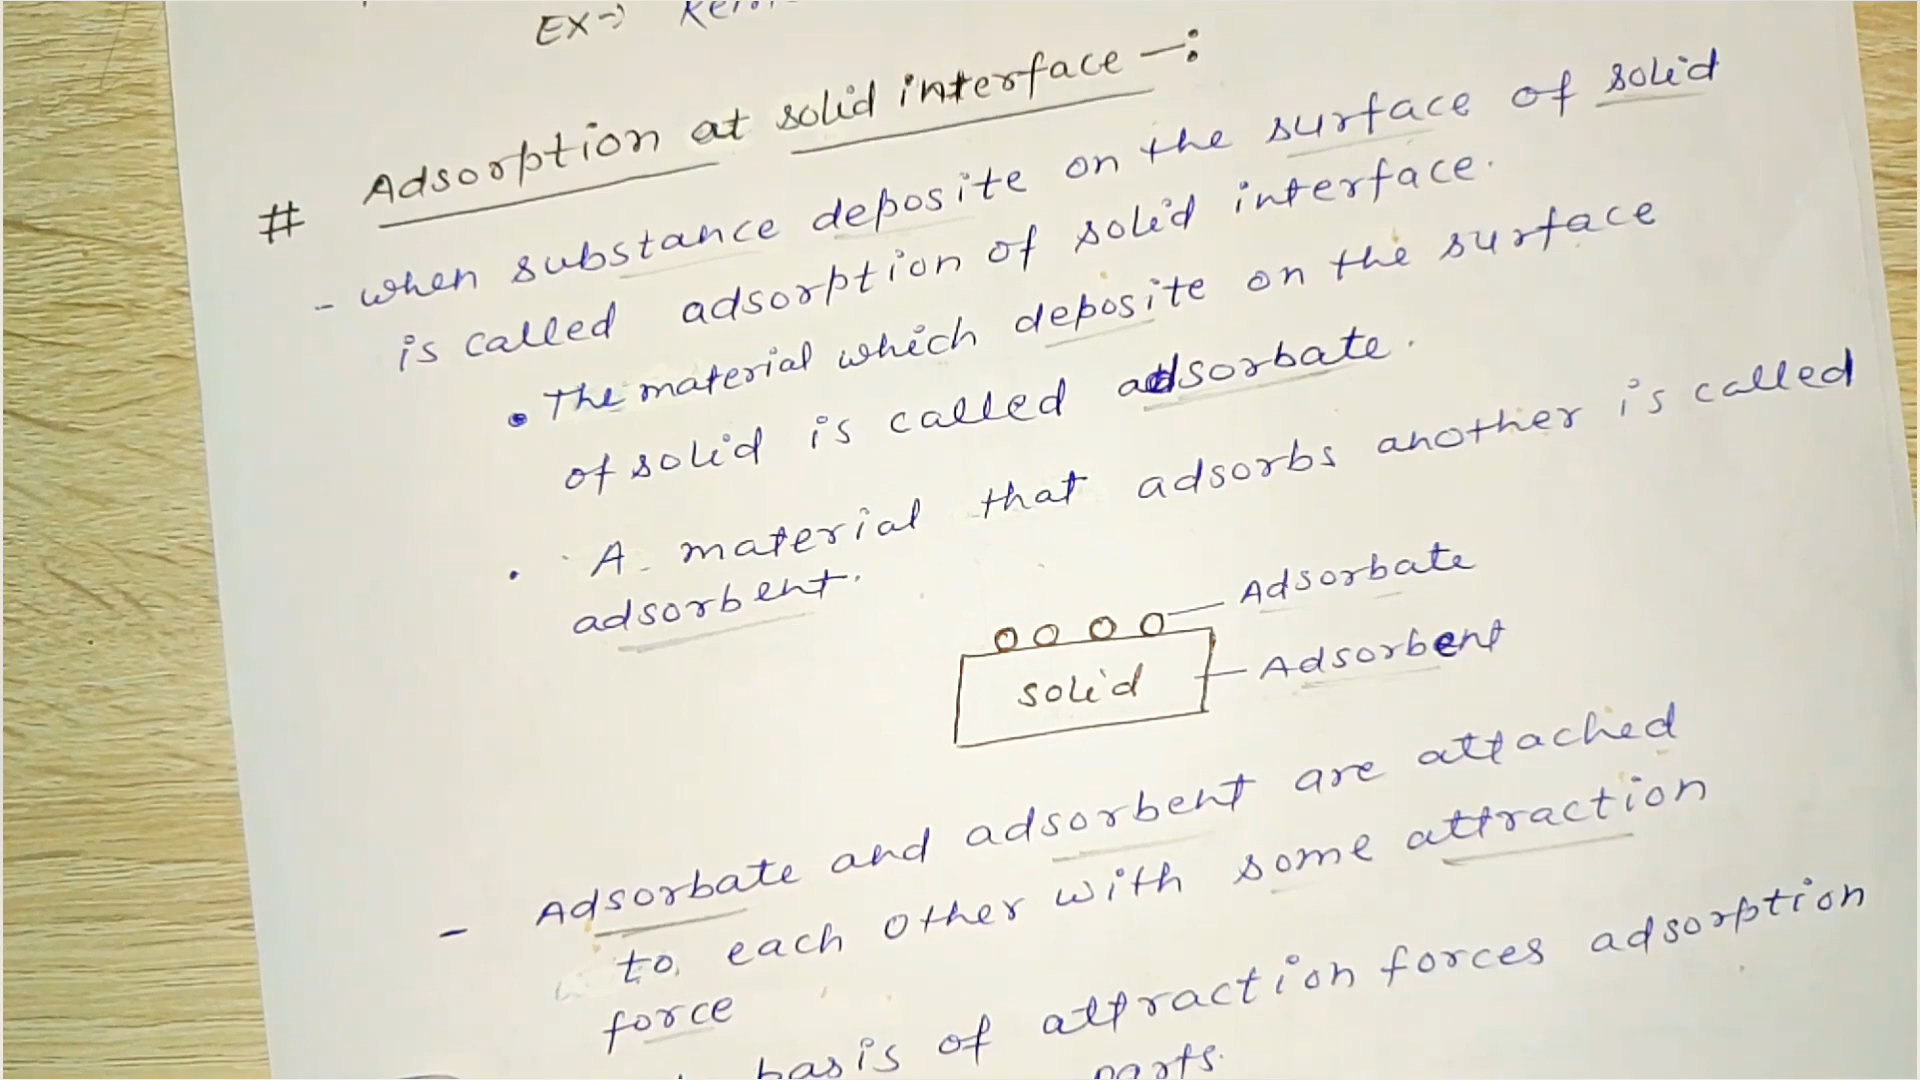 EX->
# Adsorption at solid interface -:
- when substance deposite on the surface of solid
is called adsorption of solid interface.
• The material which deposite on the surface
of solid is called adsorbate.
• A material that adsorbs another is called
adsorbent.
Adsorbate
solid
Adsorbent
- Adsorbate and adsorbent are attached
to each other with some attraction
force
basis of attraction forces adsorption
parts.